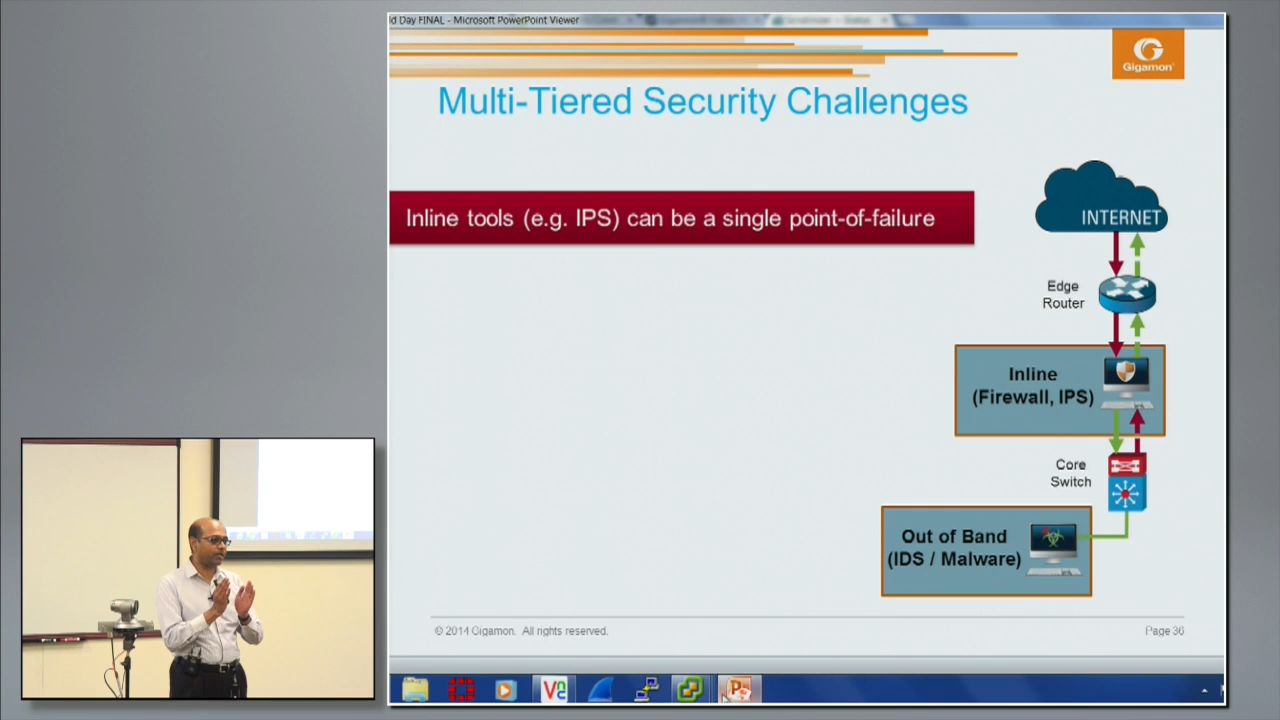 d Day FINAL - Microsoft PowerPoint Viewer
Gigamon
Multi-Tiered Security Challenges
Inline tools (e.g. IPS) can be a single point-of-failure
INTERNET
Edge
Router
Inline
(Firewall, IPS)
Core
Switch
Out of Band
(IDS / Malware)
© 2014 Gigamon. All rights reserved.
Page 36